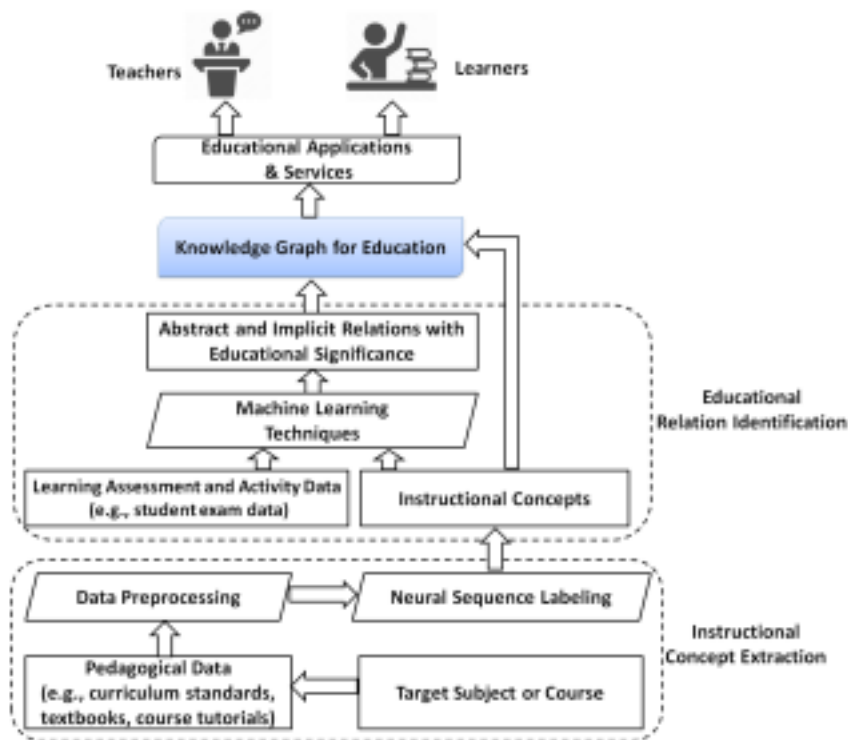 Teachers
Learners
Educational Applications
& Services
Knowledge Graph for Education
Abstract and Implicit Relations with
Educational Significance
Machine Learning
Techniques
Educational
Relation Identification
Learning Assessment and Activity Data
(e.g., student exam data)
Instructional Concepts
Data Preprocessing
Neural Sequence Labeling
Instructional
Concept Extraction
Pedagogical Data
(e.g., curriculum standards,
textbooks, course tutorials)
Target Subject or Course